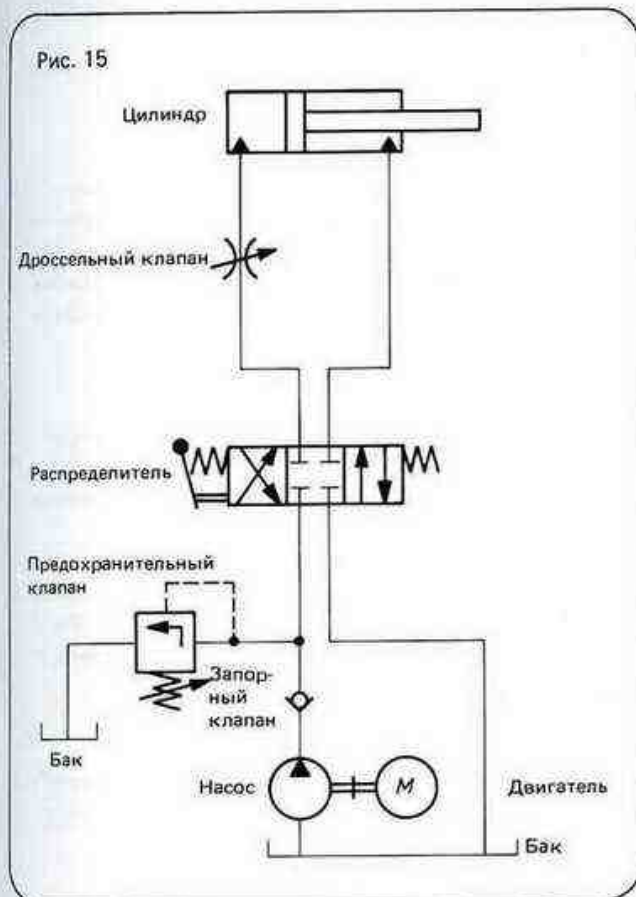 Рис. 15
Цилиндр
Дроссельный клапан
Распределитель
Предохранительный
клапан
Запор-
ный
клапан
Бак
Насос
M
Двигатель
Бак